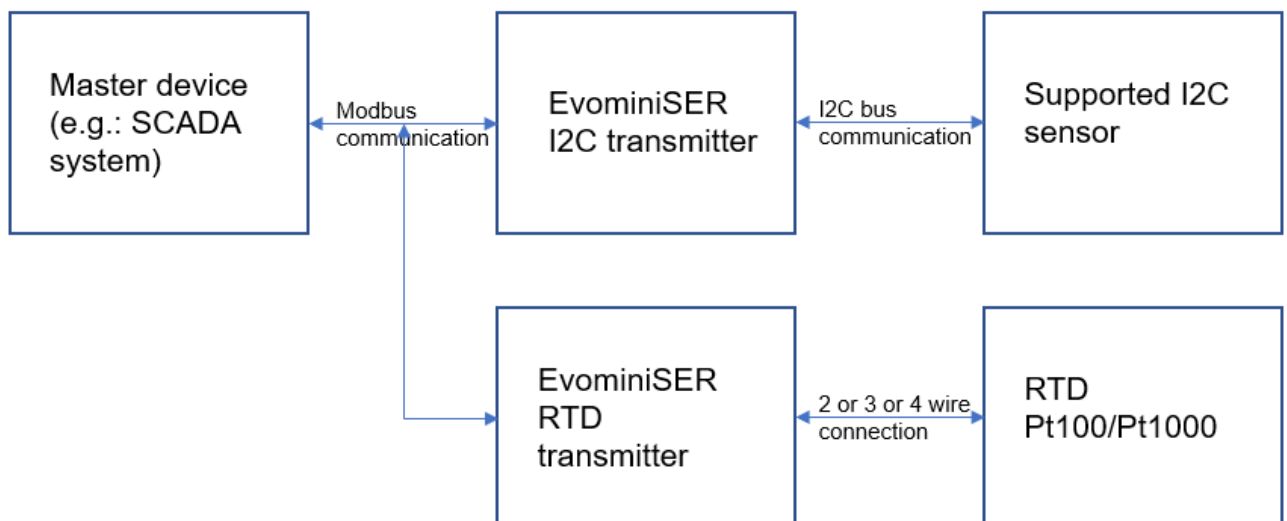 Master device
(e.g.: SCADA
system)
Modbus
communication
EvominiSER
I2C transmitter
I2C bus
communication
Supported I2C
sensor
EvominiSER
RTD
transmitter
2 or 3 or 4 wire
connection
RTD
Pt100/Pt1000